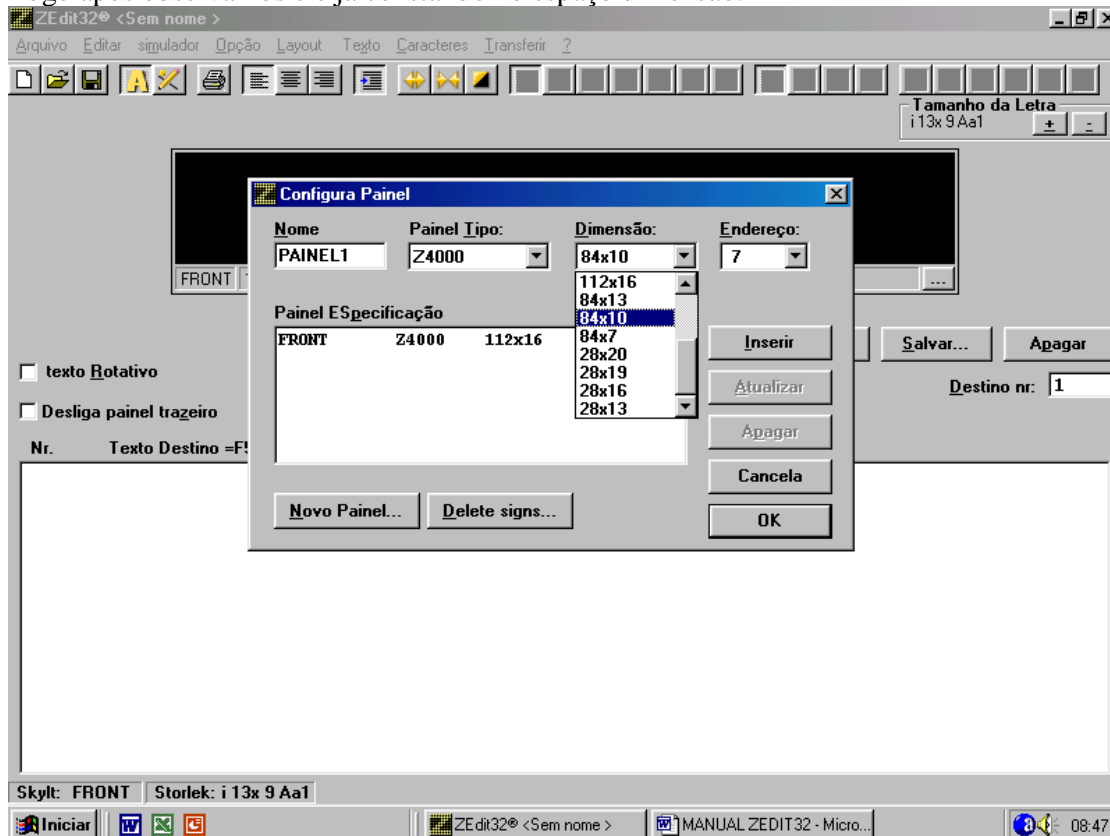 ZEdit32® <Sem nome >
Arquivo Editar simulador Opção Layout Texto Caracteres Transferir ?
Tamanho da Letra
i 13x 9 Aa1 + -
Configura Painel
Nome Painel Tipo: Dimensão: Endereço:
PAINEL1 Z4000 84x10 7
112x16
84x13
84x10
84x7
28x20
28x19
28x16
28x13
FRONT
...
Painel ESpecificação
FRONT Z4000 112x16
Inserir
Atualizar
Apagar
Cancela
OK
Novo Painel... Delete signs...
Salvar... Apagar
texto Rotativo
Destino nr: 1
Desliga painel trazeiro
Nr. Texto Destino =F
Skylt: FRONT Storlek: i 13x 9 Aa1
Iniciar ZEdit32® <Sem nome > MANUAL ZEDIT32 - Micro... 08:47